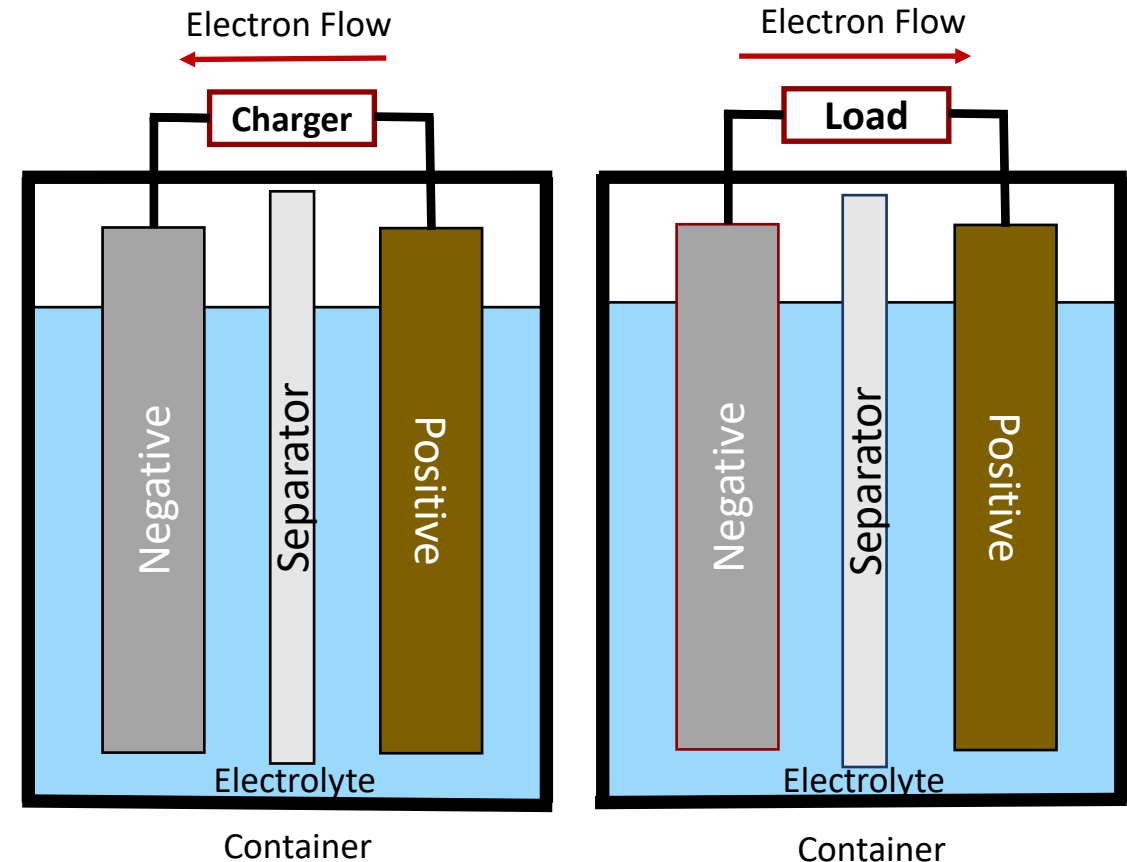 Electron Flow
Charger
Negative
Separator
Positive
Electrolyte
Container
Electron Flow
Load
Negative
Separator
Positive
Electrolyte
Container